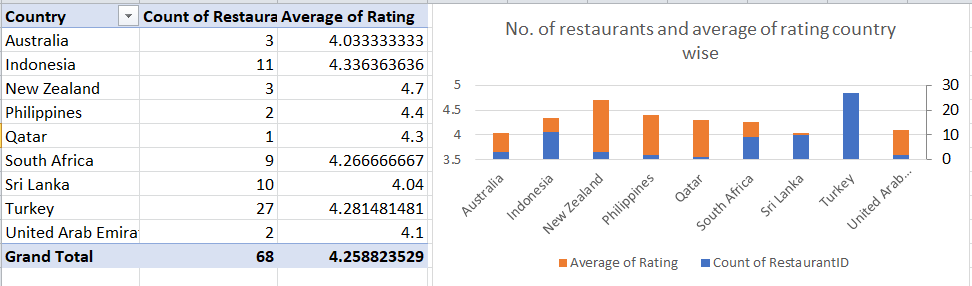 Country Count of Restaura Average of Rating
Australia 3 4.033333333
Indonesia 11 4.336363636
New Zealand 3 4.7
Philippines 2 4.4
Qatar 1 4.3
South Africa 9 4.266666667
Sri Lanka 10 4.04
Turkey 27 4.281481481
United Arab Emira 2 4.1
Grand Total 68 4.258823529
No. of restaurants and average of rating country
wise
5 30
4.5 20
4 10
3.5 0
Australia
Indonesia
New Zealand
Philippines
Qatar
South Africa
Sri Lanka
Turkey
United Arab...
Average of Rating Count of RestaurantID